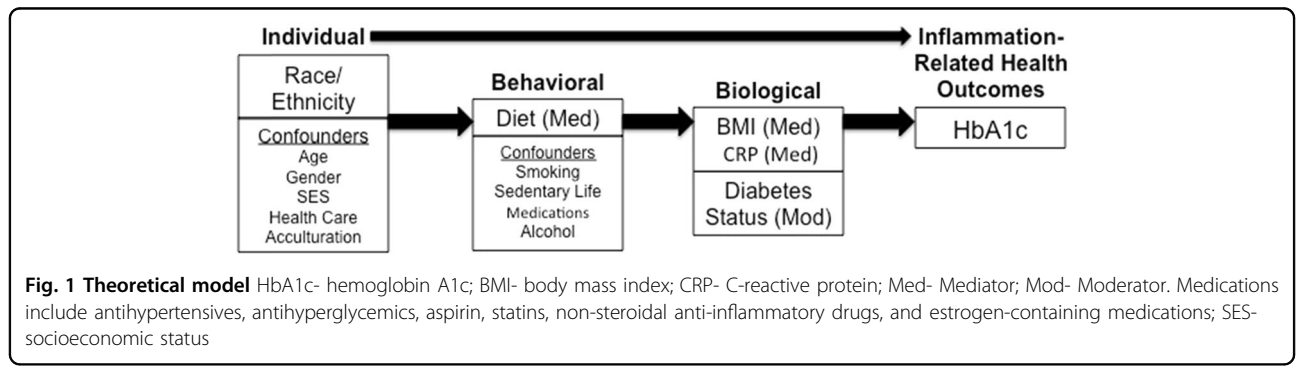 Individual
Race/
Ethnicity
Confounders
Age
Gender
SES
Health Care
Acculturation
Behavioral
Diet (Med)
Confounders
Smoking
Sedentary Life
Medications
Alcohol
Biological
BMI (Med)
CRP (Med)
Diabetes
Status (Mod)
Inflammation-
Related Health
Outcomes
HbA1c
Fig. 1 Theoretical model HbA1c- hemoglobin A1c; BMI- body mass index; CRP- C-reactive protein; Med- Mediator; Mod- Moderator. Medications
include antihypertensives, antihyperglycemics, aspirin, statins, non-steroidal anti-inflammatory drugs, and estrogen-containing medications; SES-
socioeconomic status